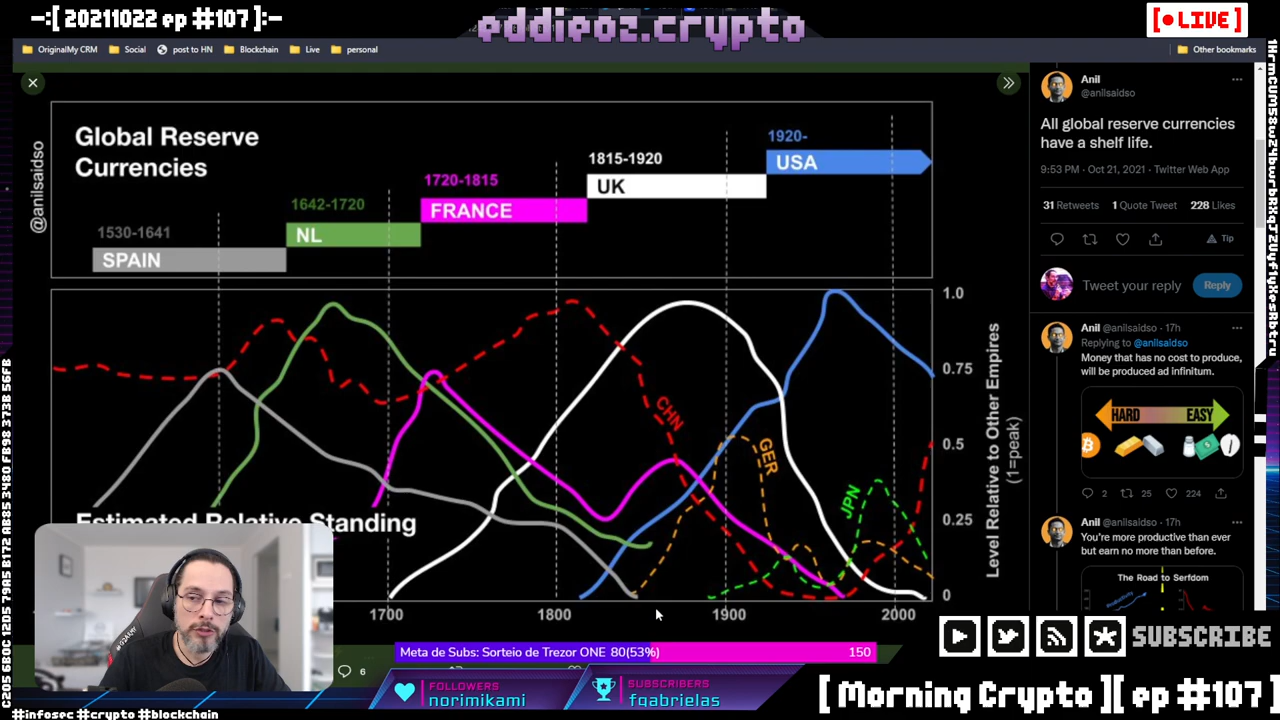 -:[ 20211022 ep #107 ]:-
eddieoz.crypto
[● LIVE]
OriginalMy CRM
Social
post to HN
Blockchain
Live
personal
Other bookmarks
Global Reserve
Currencies
@anilsaidso
1530-1641
SPAIN
1642-1720
NL
1720-1815
FRANCE
1815-1920
UK
1920-
USA
1.0
0.75
0.5
0.25
0
Level Relative to Other Empires
(1=peak)
CHN
GER
JPN
Estimated Relative Standing
1700
1800
1900
2000
Anil
@anilsaidso
All global reserve currencies
have a shelf life.
9:53 PM · Oct 21, 2021 · Twitter Web App
31 Retweets 1 Quote Tweet 228 Likes
Tip
Tweet your reply
Reply
Anil @anilsaidso · 17h
Replying to @anilsaidso
Money that has no cost to produce,
will be produced ad infinitum.
HARD
EASY
2
25
224
Anil @anilsaidso · 17h
You're more productive than ever
but earn no more than before.
The Road to Serfdom
Productivity
6
Meta de Subs: Sorteio de Trezor ONE 80(53%)
150
FOLLOWERS
norimikami
SUBSCRIBERS
fgabrielas
SUBSCRIBE
[ Morning Crypto ][ ep #107 ]
#infosec #crypto #blockchain